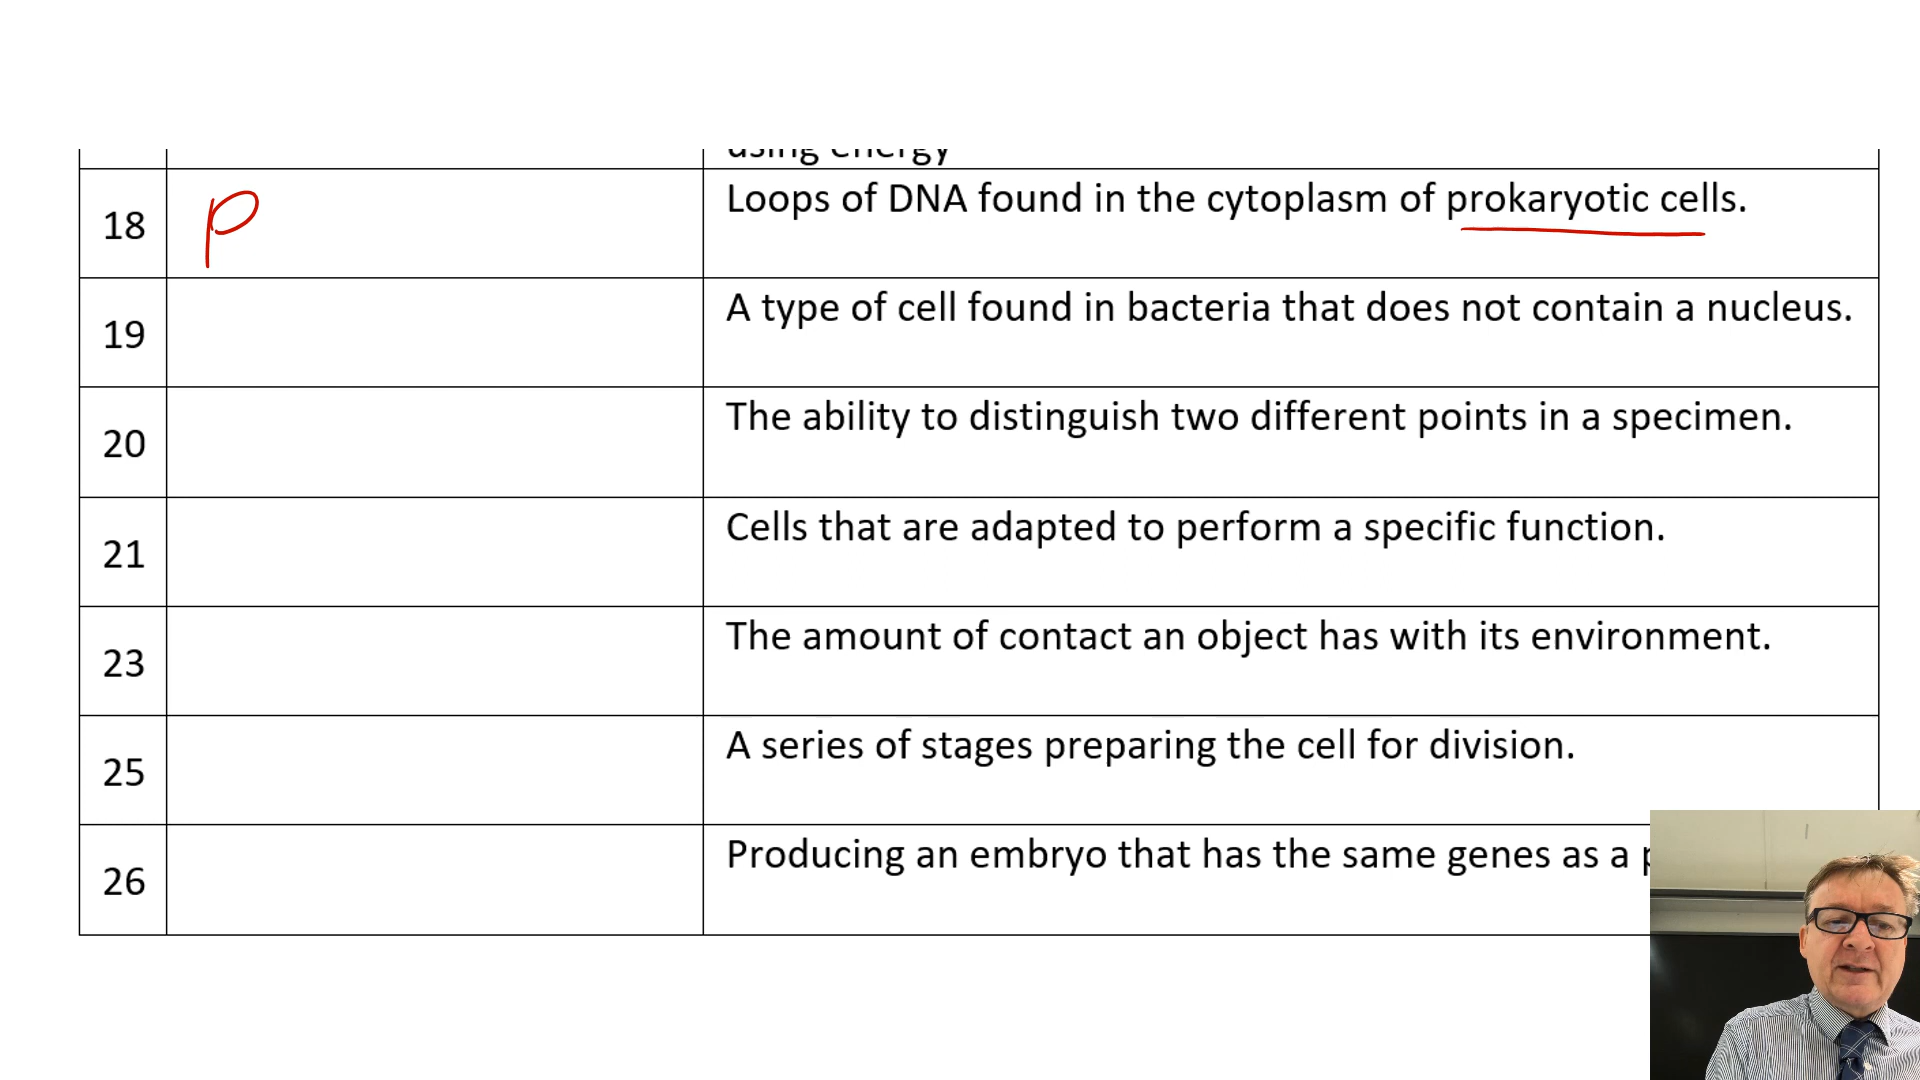 using energy
18
P
Loops of DNA found in the cytoplasm of prokaryotic cells.
19
A type of cell found in bacteria that does not contain a nucleus.
20
The ability to distinguish two different points in a specimen.
21
Cells that are adapted to perform a specific function.
23
The amount of contact an object has with its environment.
25
A series of stages preparing the cell for division.
26
Producing an embryo that has the same genes as a